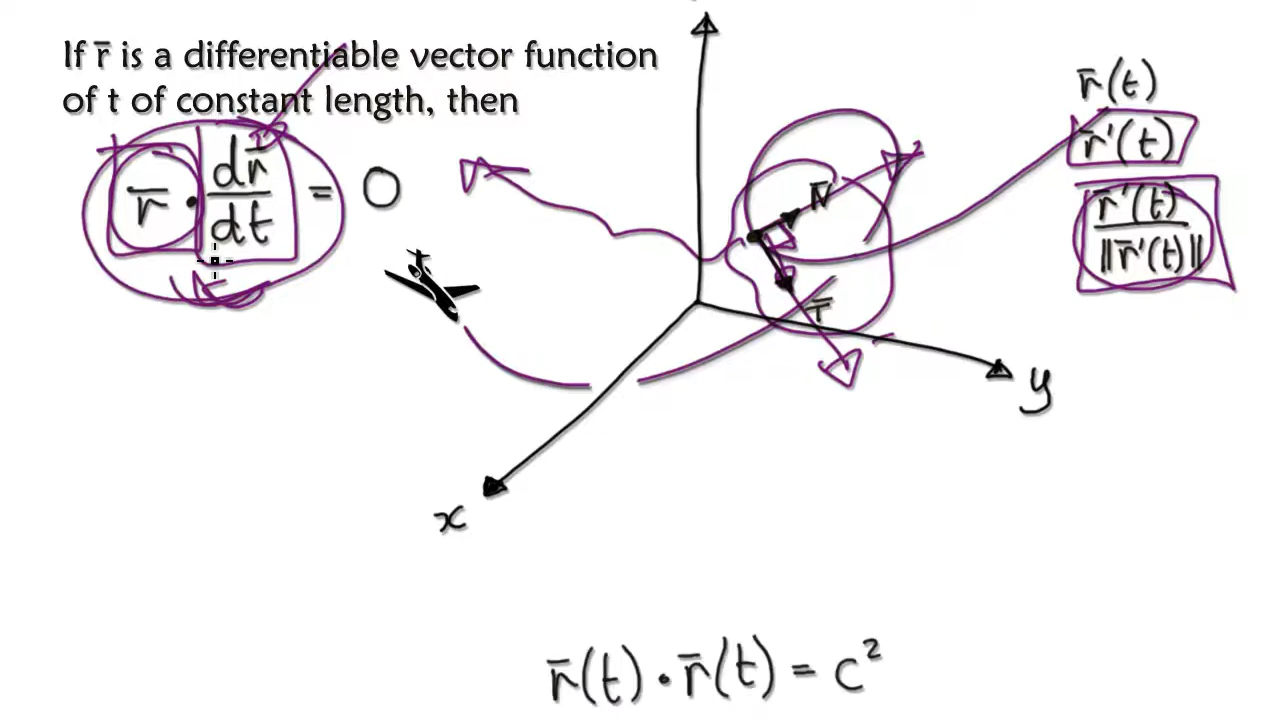 If r̄ is a differentiable vector function
of t of constant length, then
r̄ · dr̄/dt = 0
r̄(t)
r̄'(t)
r̄'(t)/‖r̄'(t)‖
N̄
T̄
y
x
r̄(t) · r̄(t) = c²